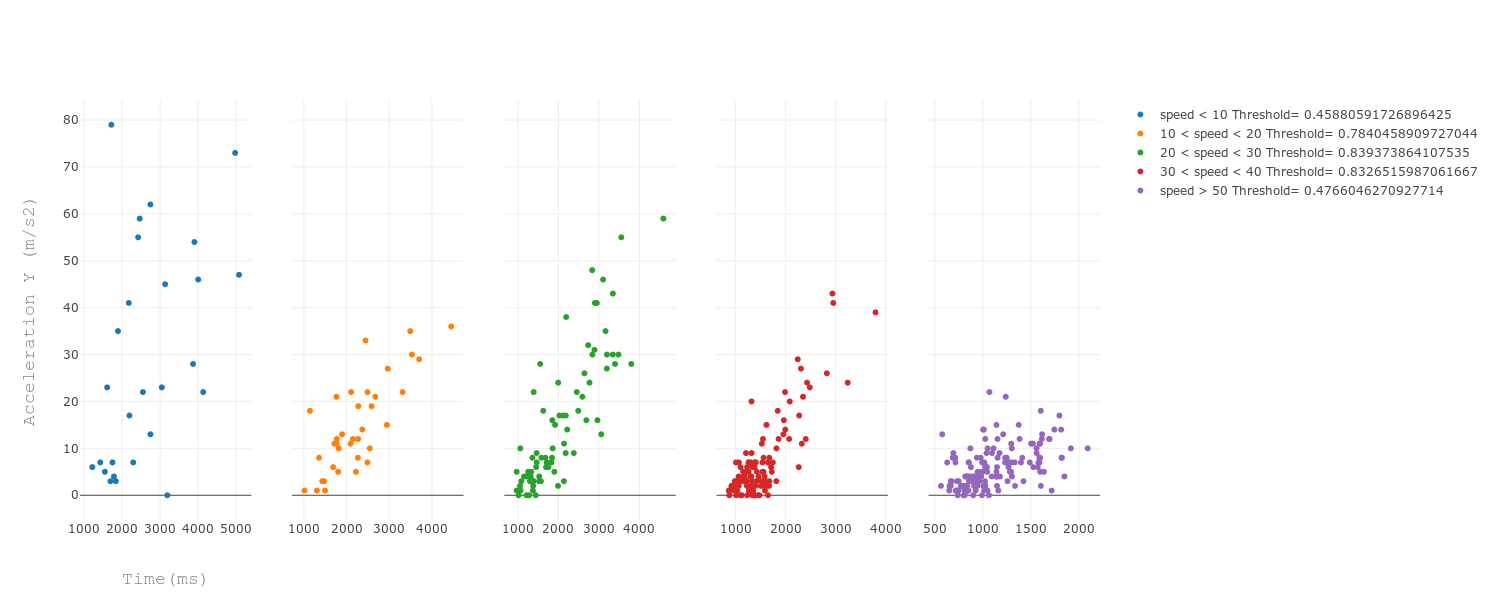 speed < 10 Threshold= 0.45880591726896425
10 < speed < 20 Threshold= 0.7840458909727044
20 < speed < 30 Threshold= 0.839373864107535
30 < speed < 40 Threshold= 0.8326515987061667
speed > 50 Threshold= 0.4766046270927714
Acceleration Y (m/s2)
80
70
60
50
40
30
20
10
0
1000 2000 3000 4000 5000
1000 2000 3000 4000
1000 2000 3000 4000
1000 2000 3000 4000
500 1000 1500 2000
Time(ms)